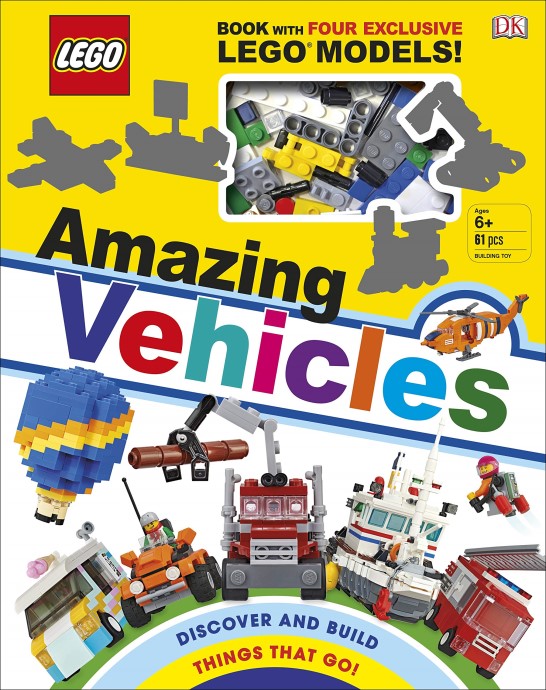 LEGO
BOOK WITH FOUR EXCLUSIVE
LEGO® MODELS!
DK
Ages
6+
61 pcs
BUILDING TOY
Amazing
Vehicles
DISCOVER AND BUILD
THINGS THAT GO!